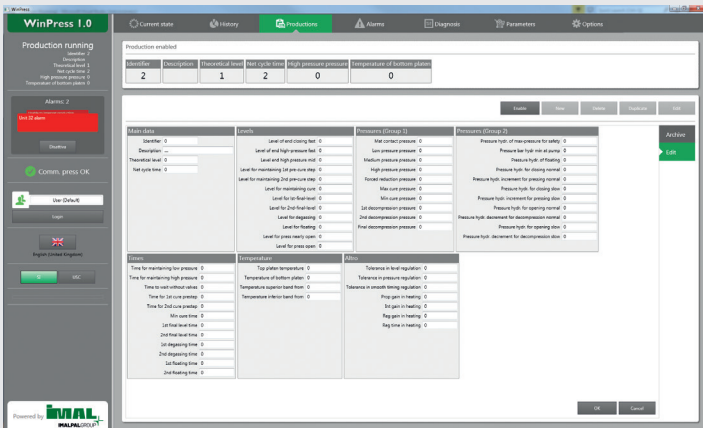 WinPress
WinPress 1.0
Current state
History
Productions
Alarms
Diagnose
Parameters
Options
Production running
Identifier 2
Description
Theoretical level 1
Net cycle time 2
High pressure pressure 0
Temperature of bottom platen 0
Alarms: 2
Unit 32 alarm
Disattiva
Comm. press OK
User (Default)
Login
English (United Kingdom)
Production enabled
Identifier Description Theoretical level Net cycle time High pressure pressure Temperature of bottom platen
2 1 2 0 0
Enable New Delete Duplicate Edit
Archive
Edit
Main data
Identifier 0
Description ...
Theoretical level 0
Net cycle time 0
Levels
Level of end closing fast 0
Level of end high-pressure fast 0
Level end high pressure mid 0
Level for maintaining 1st pre-cure step 0
Level for maintaining 2nd pre-cure step 0
Level for maintaining cure 0
Level for 1st-final-level 0
Level for 2nd-final-level 0
Level for degassing 0
Level for floating 0
Level for press nearly open 0
Level for press open 0
Pressures (Group 1)
Mat contact pressure 0
Low pressure pressure 0
Medium pressure pressure 0
High pressure pressure 0
Forced reduction pressure 0
Max cure pressure 0
Min cure pressure 0
1st decompression pressure 0
2nd decompression pressure 0
Final decompression pressure 0
Pressures (Group 2)
Pressure hydr. of max-pressure for safety 0
Pressure bar hydr min at pump 0
Pressure hydr. of floating 0
Pressure hydr. for closing normal 0
Pressure hydr. increment for pressing normal 0
Pressure hydr. for closing slow 0
Pressure hydr. increment for pressing slow 0
Pressure hydr. for opening normal 0
Pressure hydr. decrement for decompression normal 0
Pressure hydr. for opening slow 0
Pressure hydr. decrement for decompression slow 0
Times
Time for maintaining low pressure 0
Time for maintaining high pressure 0
Time to wait without valves 0
Time for 1st cure prestep 0
Time for 2nd cure prestep 0
Min cure time 0
1st final level time 0
2nd final level time 0
1st degassing time 0
2nd degassing time 0
1st floating time 0
2nd floating time 0
Temperature
Top platen temperature 0
Temperature of bottom platen 0
Temperature superior band from 0
Temperature inferior band from 0
Altro
Tolerance in level regulation 0
Tolerance in pressure regulation 0
Tolerance in smooth timing regulation 0
Prop gain in heating 0
Int gain in heating 0
Reg gain in heating 0
Reg time in heating 0
OK Cancel
Powered by IMAL
IMALPAL GROUP